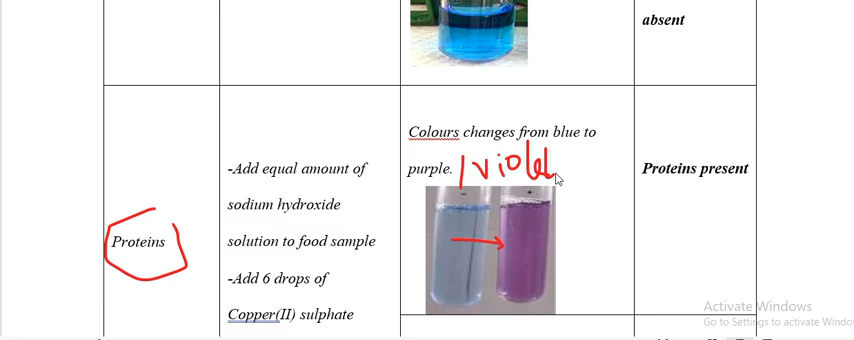 absent
Colours changes from blue to
purple. /violet
-Add equal amount of
sodium hydroxide
solution to food sample
-Add 6 drops of
Copper(II) sulphate
Proteins
Proteins present
- +
Activate Windows
Go to Settings to activate Windo